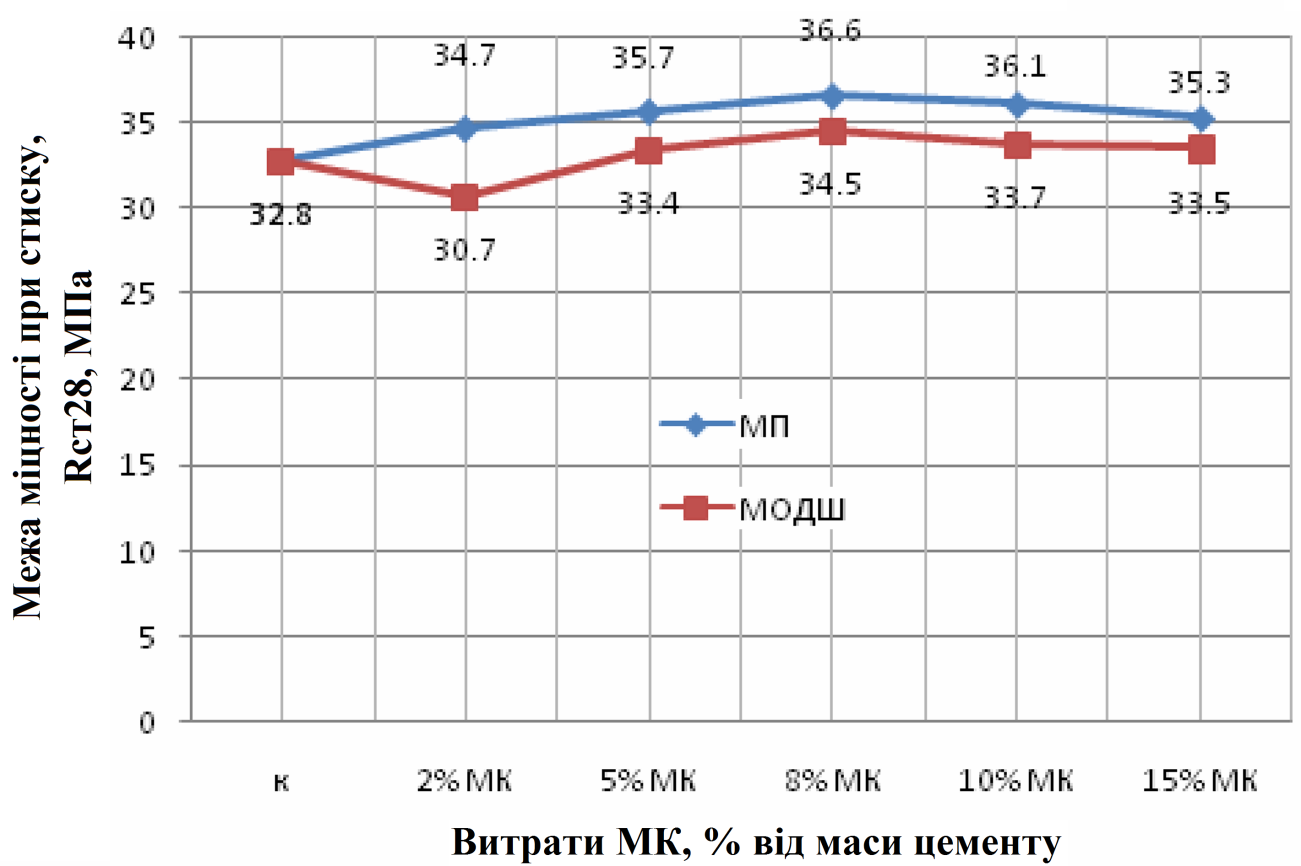 Межа міцності при стиску,
Rст28, МПа
40
35
30
25
20
15
10
5
0
34.7
35.7
36.6
36.1
35.3
32.8
30.7
33.4
34.5
33.7
33.5
МП
МОДШ
к
2%МК
5%МК
8%МК
10%МК
15%МК
Витрати МК, % від маси цементу